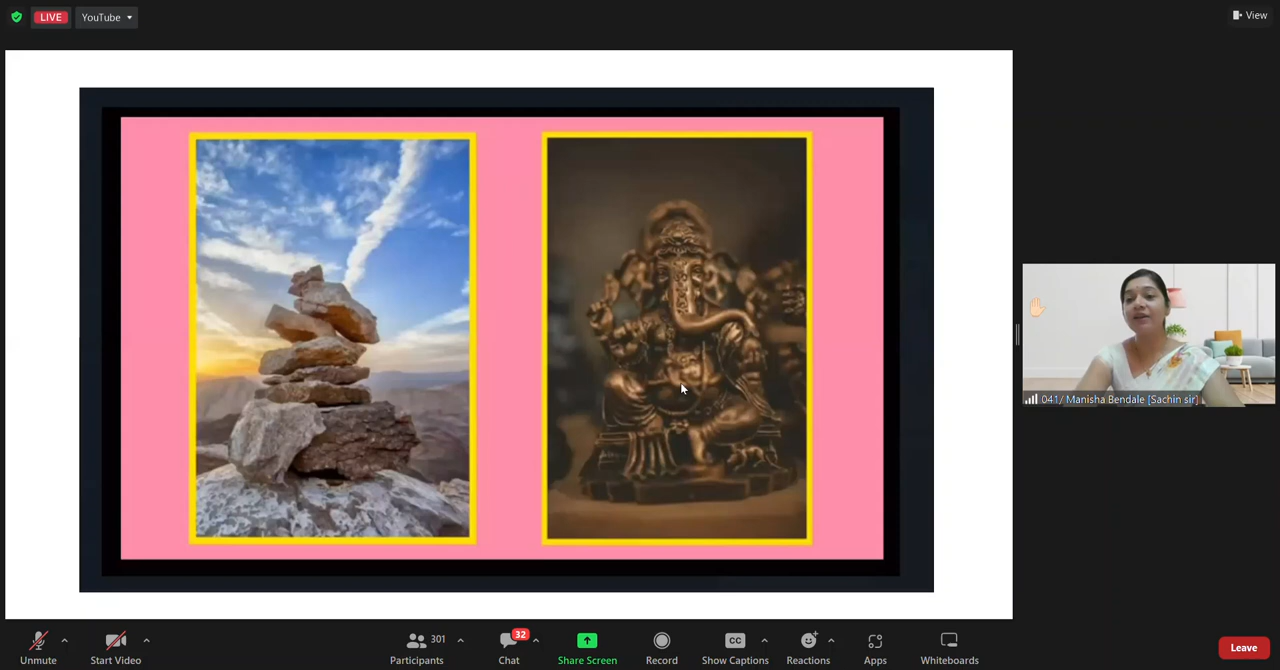 LIVE
YouTube
View
041/ Manisha Bendale [Sachin sir]
Unmute
Start Video
301
Participants
32
Chat
Share Screen
Record
CC
Show Captions
Reactions
Apps
Whiteboards
Leave